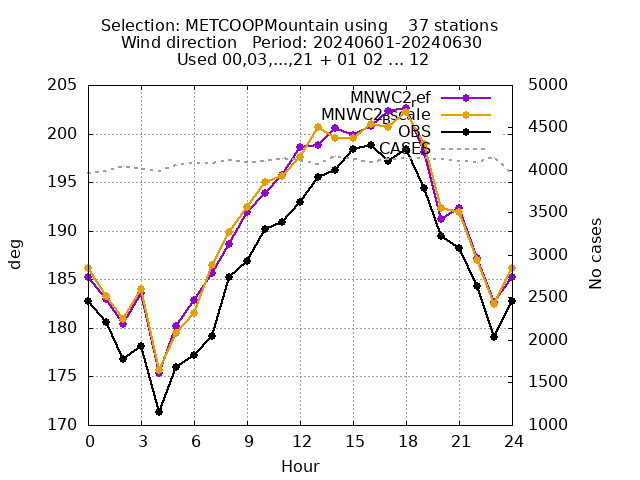 Selection: METCOOPMountain using 37 stations
Wind direction Period: 20240601-20240630
Used 00,03,...,21 + 01 02 ... 12
205
200
195
190
185
180
175
170
deg
5000
4500
4000
3500
3000
2500
2000
1500
1000
No cases
MNWC2_ref
MNWC2_BScale
OBS
CASES
0 3 6 9 12 15 18 21 24
Hour